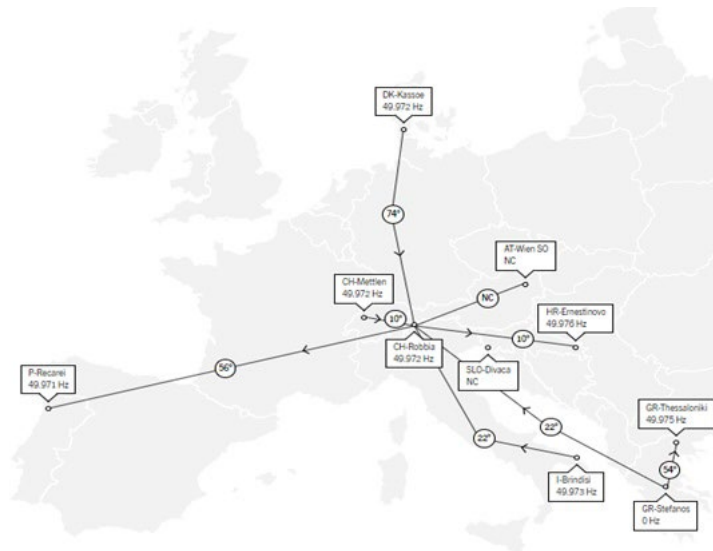 DK-Kassoe
49.972 Hz
74°
AT-Wien SO
NC
NC
CH-Mettlen
49.972 Hz
10°
HR-Ernestinovo
49.976 Hz
10°
CH-Robbia
49.972 Hz
SLO-Divaca
NC
56°
P-Recarei
49.971 Hz
GR-Thessaloniki
49.975 Hz
22°
22°
54°
I-Brindisi
49.973 Hz
GR-Stefanos
0 Hz